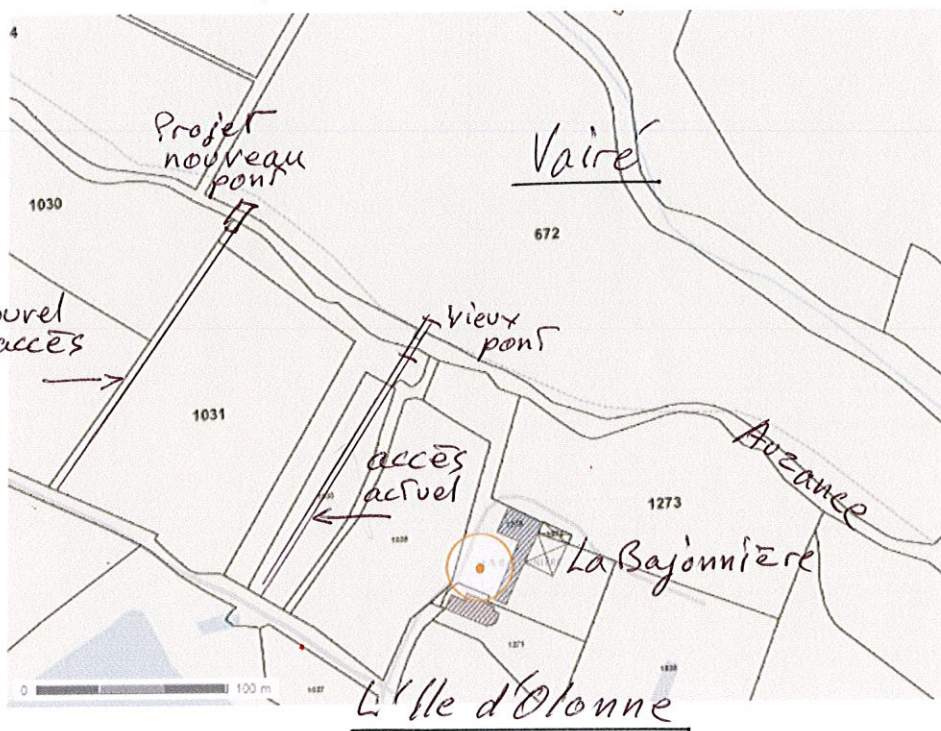 4
Projet
nouveau
pont
Vairé
1030
672
ouvel
accès
Vieux
pont
1031
accès
actuel
Auzance
1273
La Bajonnière
1271
0 100 m
L'Ile d'Olonne